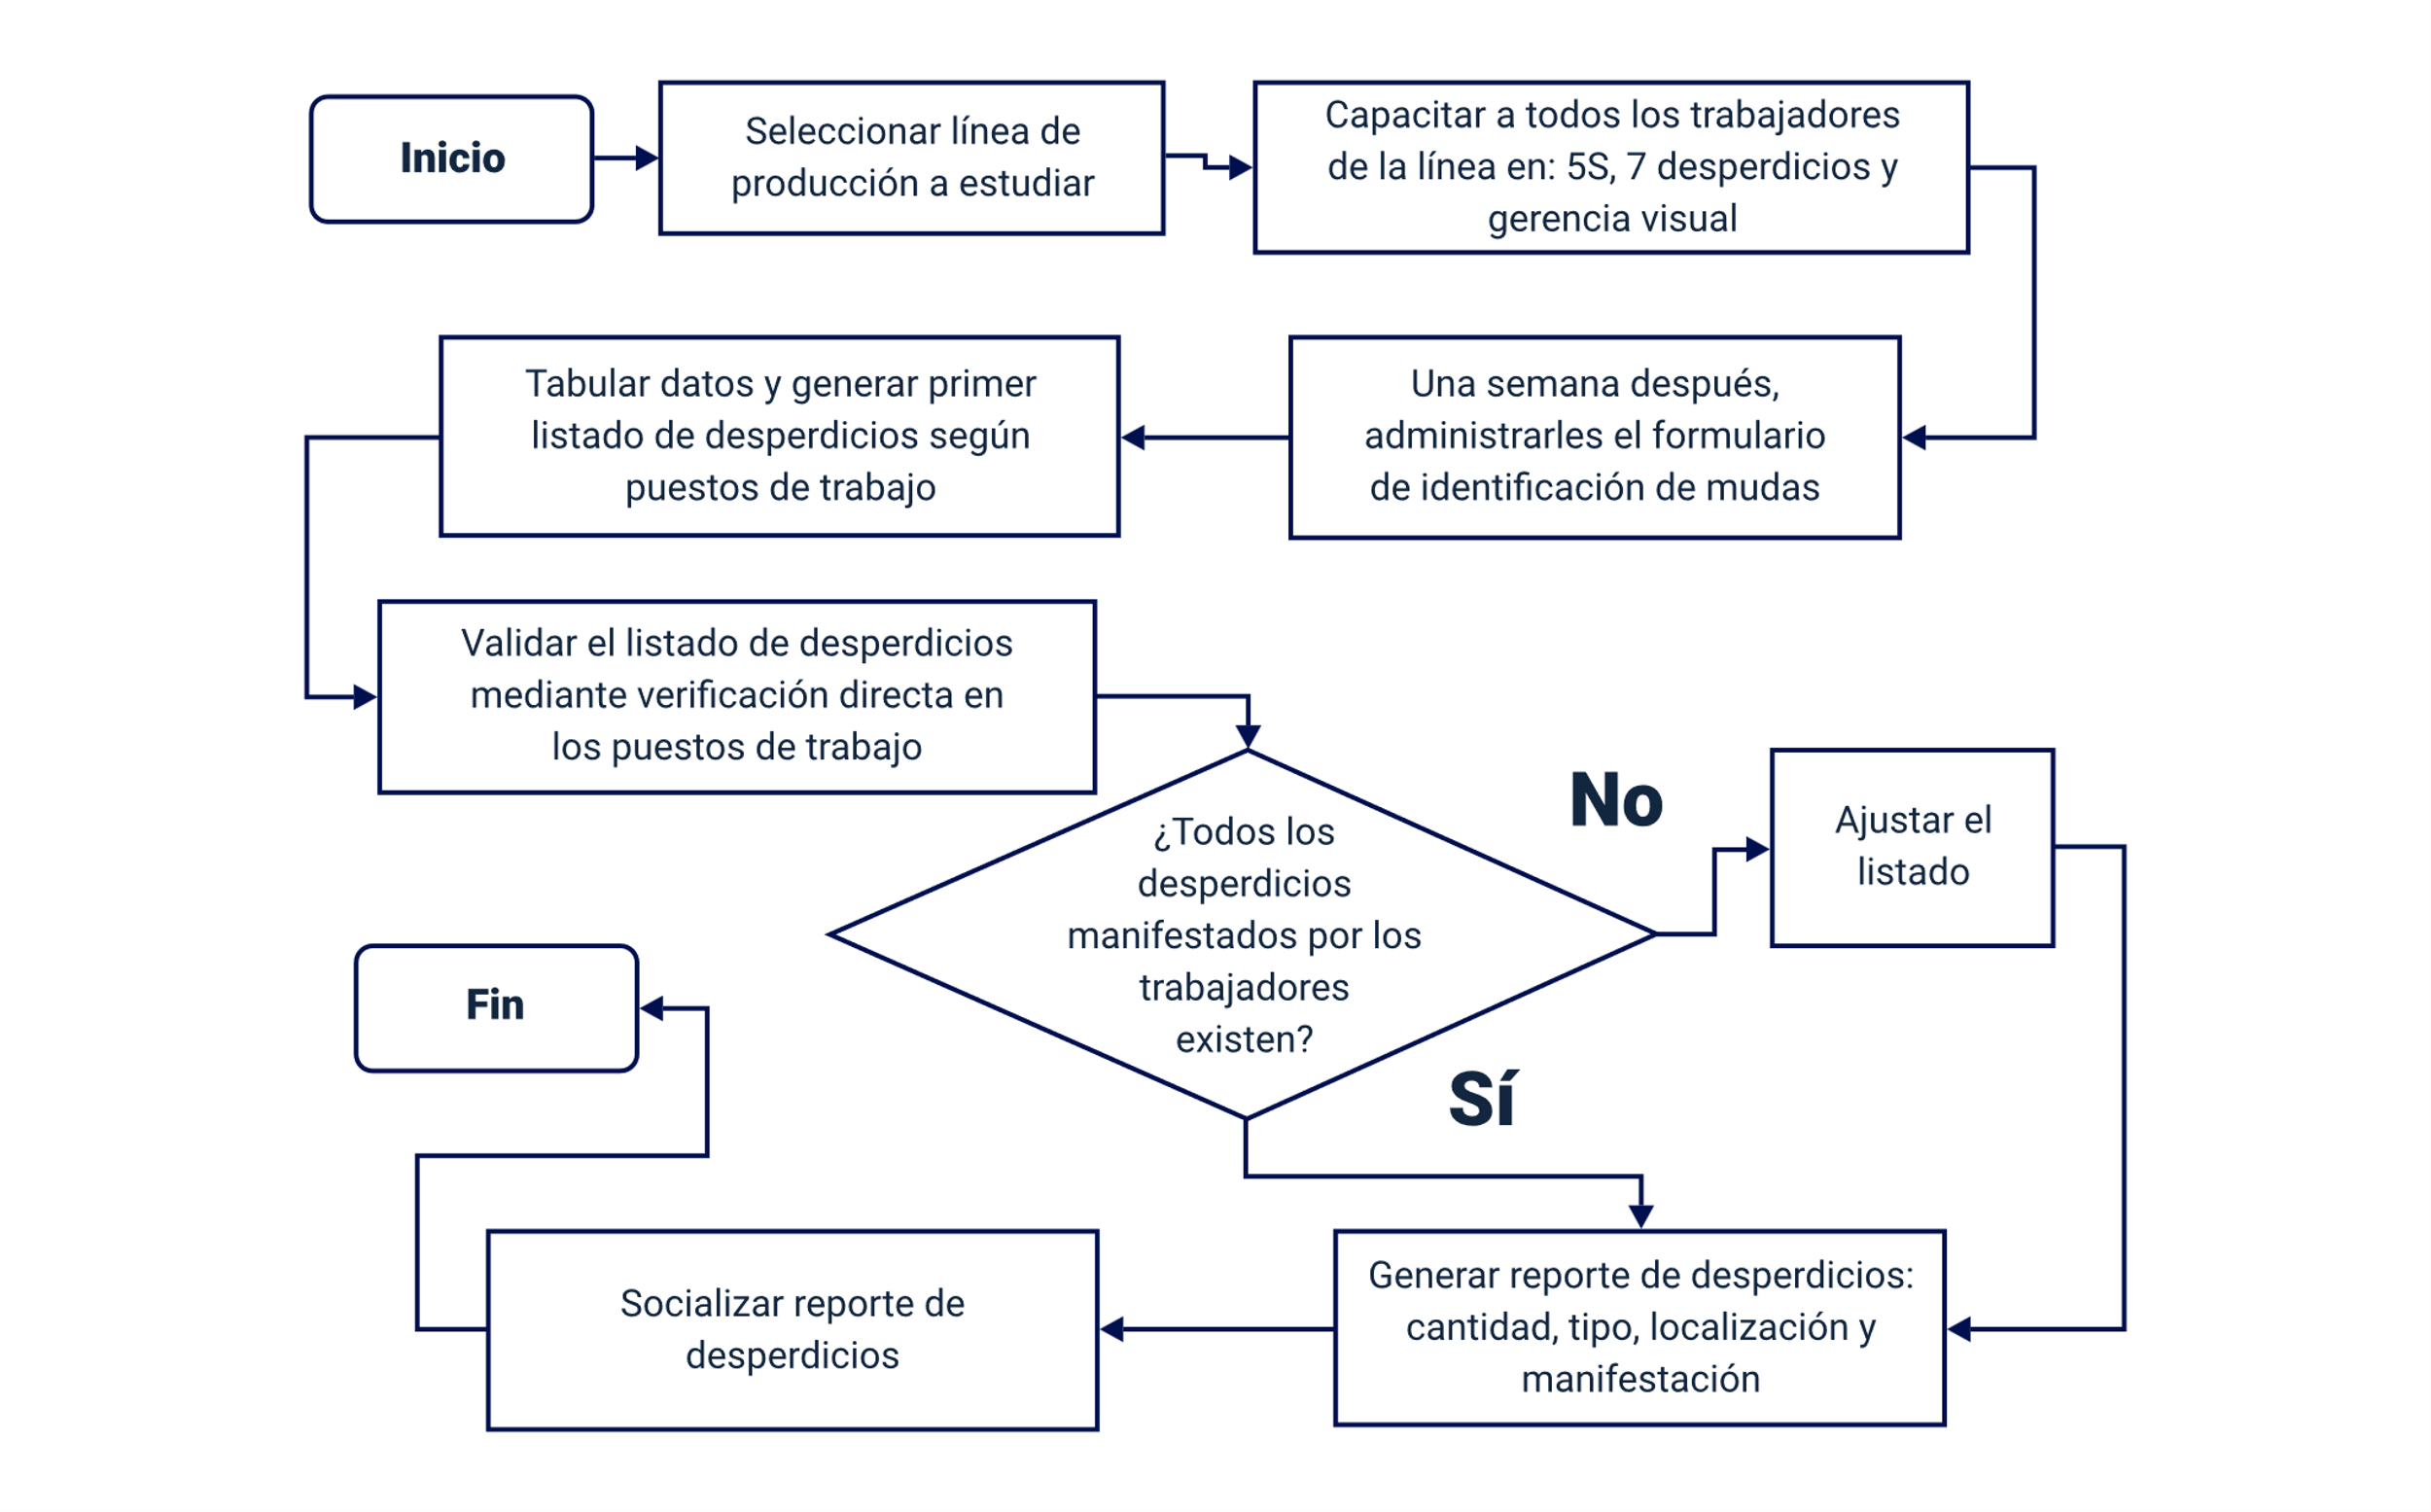 Inicio
Seleccionar línea de
producción a estudiar
Capacitar a todos los trabajadores
de la línea en: 5S, 7 desperdicios y
gerencia visual
Una semana después,
administrarles el formulario
de identificación de mudas
Tabular datos y generar primer
listado de desperdicios según
puestos de trabajo
Validar el listado de desperdicios
mediante verificación directa en
los puestos de trabajo
¿Todos los
desperdicios
manifestados por los
trabajadores
existen?
No
Ajustar el
listado
Sí
Generar reporte de desperdicios:
cantidad, tipo, localización y
manifestación
Socializar reporte de
desperdicios
Fin